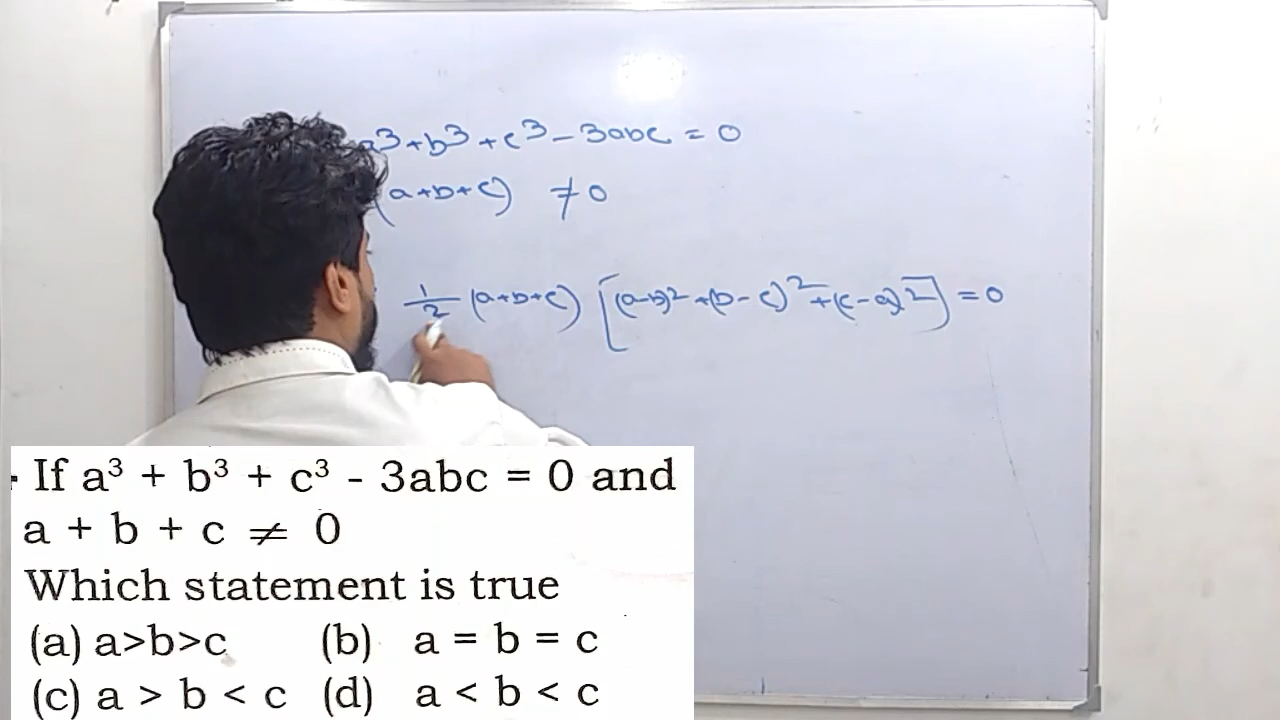 a³ + b³ + c³ - 3abc = 0
(a+b+c) ≠ 0
1/2 (a+b+c) [(a-b)² + (b-c)² + (c-a)²] = 0
. If a³ + b³ + c³ - 3abc = 0 and
a + b + c ≠ 0
Which statement is true
(a) a>b>c (b) a = b = c
(c) a > b < c (d) a < b < c